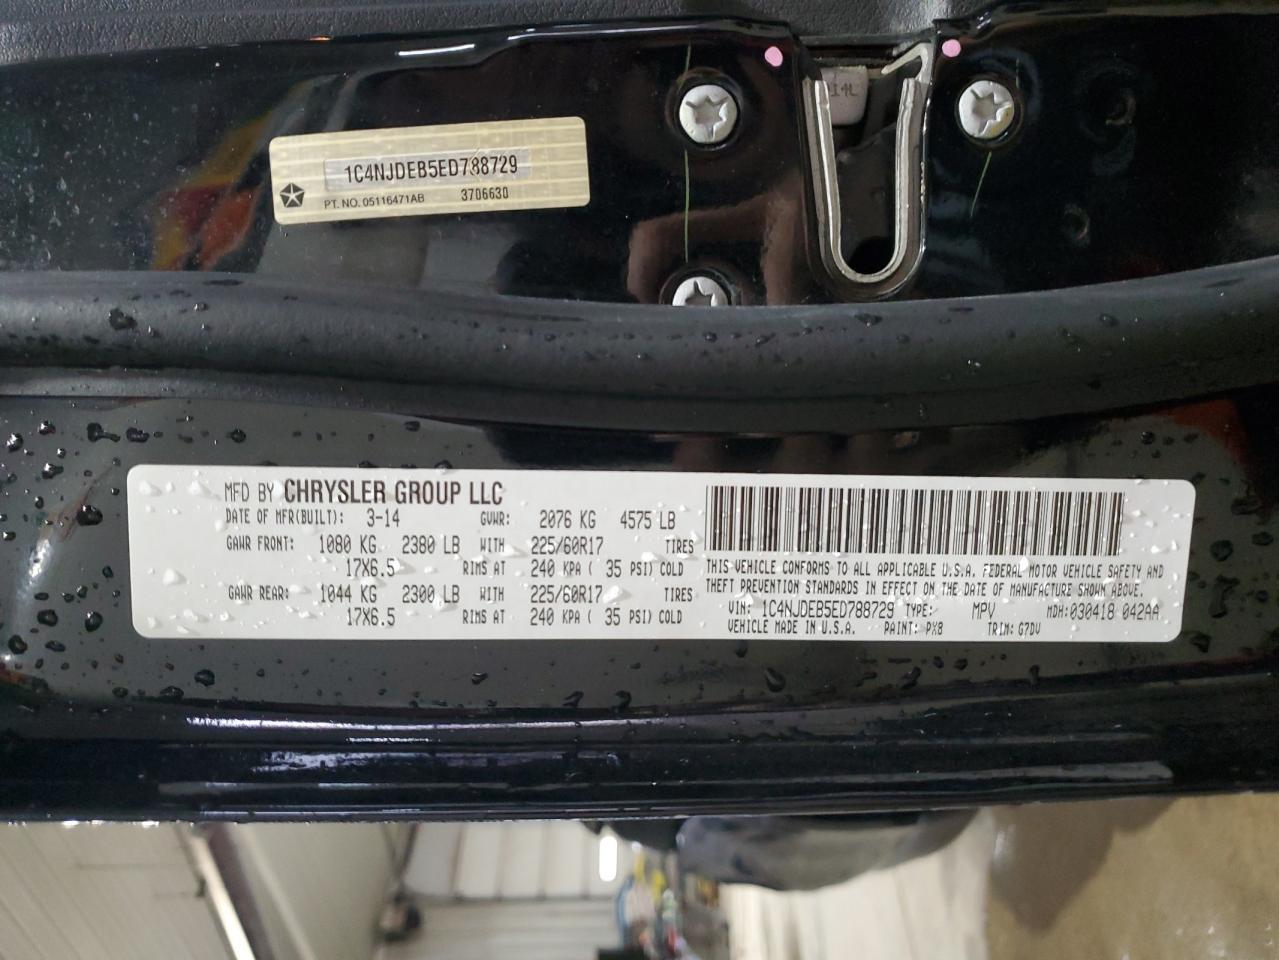 14L
1C4NJDEB5ED788729
PT. NO. 05116471AB 3706630
MFD BY CHRYSLER GROUP LLC
DATE OF MFR(BUILT): 3-14 GVWR: 2076 KG 4575 LB
GAWR FRONT: 1080 KG 2380 LB WITH 225/60R17 TIRES
17X6.5 RIMS AT 240 KPA ( 35 PSI) COLD
GAWR REAR: 1044 KG 2300 LB WITH 225/60R17 TIRES
17X6.5 RIMS AT 240 KPA ( 35 PSI) COLD
THIS VEHICLE CONFORMS TO ALL APPLICABLE U.S.A. FEDERAL MOTOR VEHICLE SAFETY AND
THEFT PREVENTION STANDARDS IN EFFECT ON THE DATE OF MANUFACTURE SHOWN ABOVE.
VIN: 1C4NJDEB5ED788729 TYPE: MPV MDH: 030418 042AA
VEHICLE MADE IN U.S.A. PAINT: PX8 TRIM: G7DV